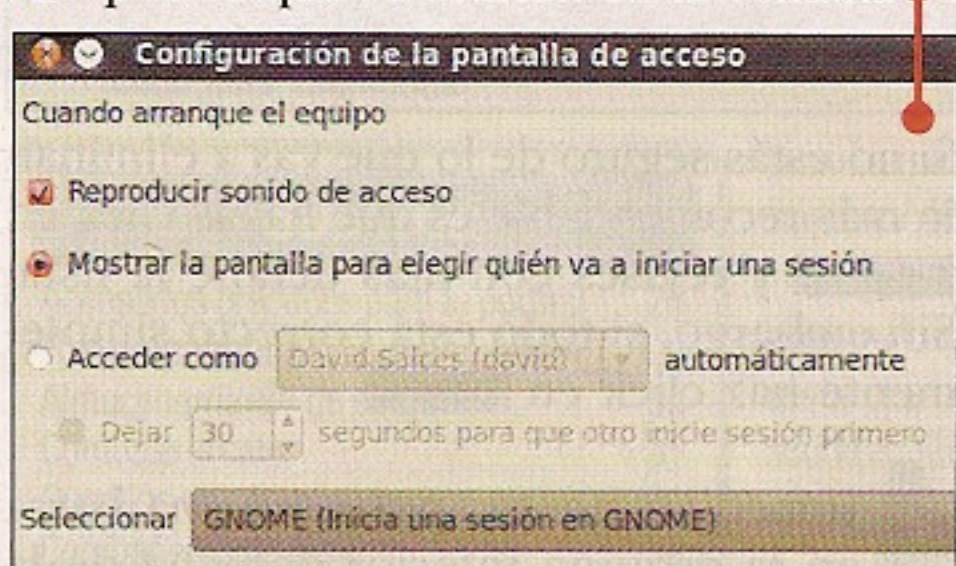 Configuración de la pantalla de acceso
Cuando arranque el equipo
Reproducir sonido de acceso
Mostrar la pantalla para elegir quién va a iniciar una sesión
Acceder como David Salces (david) automáticamente
Dejar 30 segundos para que otro inicie sesión primero
Seleccionar GNOME (Inicia una sesión en GNOME)